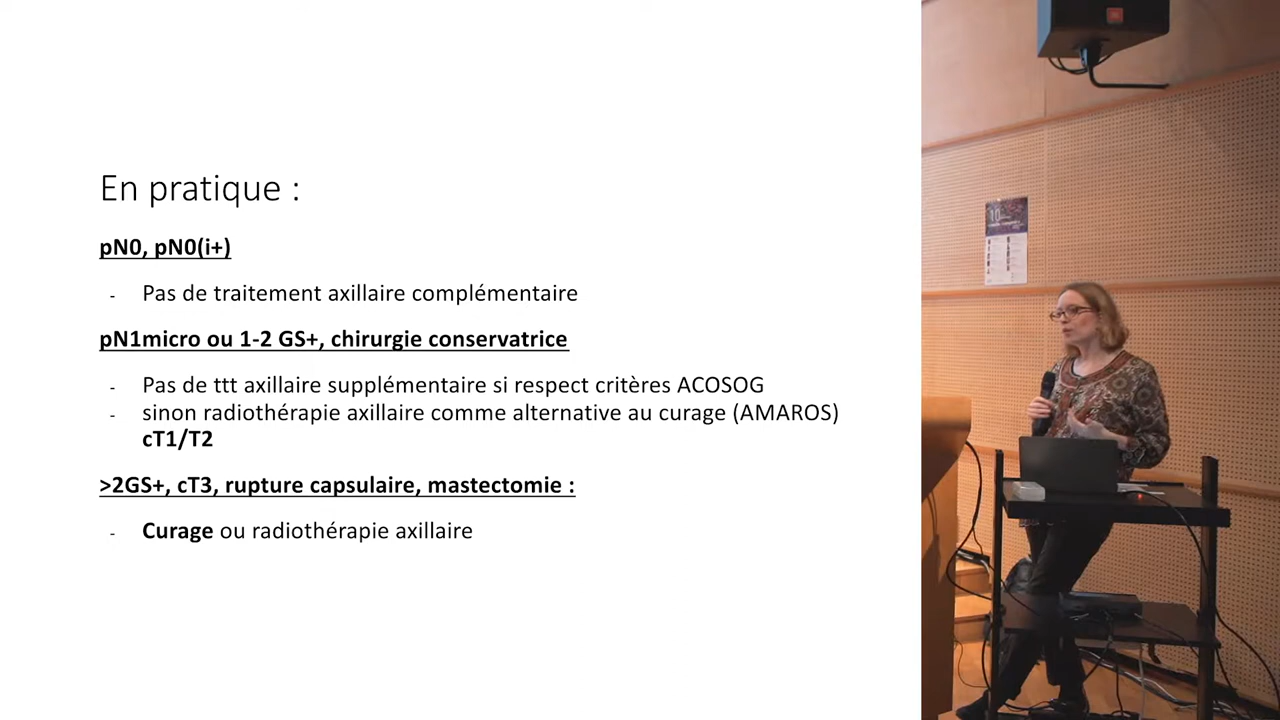 En pratique :
pN0, pN0(i+)
- Pas de traitement axillaire complémentaire
pN1micro ou 1-2 GS+, chirurgie conservatrice
- Pas de ttt axillaire supplémentaire si respect critères ACOSOG
- sinon radiothérapie axillaire comme alternative au curage (AMAROS)
cT1/T2
>2GS+, cT3, rupture capsulaire, mastectomie :
- Curage ou radiothérapie axillaire
10